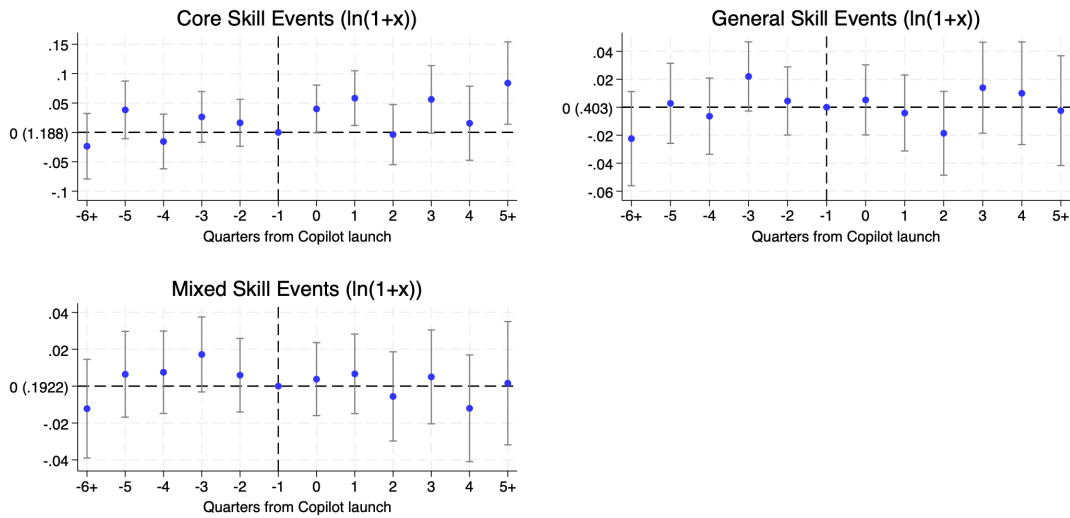 Core Skill Events (ln(1+x))
.15
.1
.05
0 (1.188)
-.05
-.1
-6+ -5 -4 -3 -2 -1 0 1 2 3 4 5+
Quarters from Copilot launch
General Skill Events (ln(1+x))
.04
.02
0 (.403)
-.02
-.04
-.06
-6+ -5 -4 -3 -2 -1 0 1 2 3 4 5+
Quarters from Copilot launch
Mixed Skill Events (ln(1+x))
.04
.02
0 (.1922)
-.02
-.04
-6+ -5 -4 -3 -2 -1 0 1 2 3 4 5+
Quarters from Copilot launch